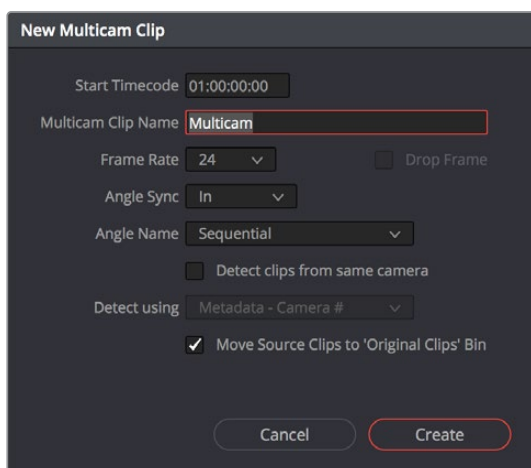 New Multicam Clip
Start Timecode 01:00:00:00
Multicam Clip Name Multicam
Frame Rate 24 Drop Frame
Angle Sync In
Angle Name Sequential
Detect clips from same camera
Detect using Metadata - Camera #
Move Source Clips to 'Original Clips' Bin
Cancel Create